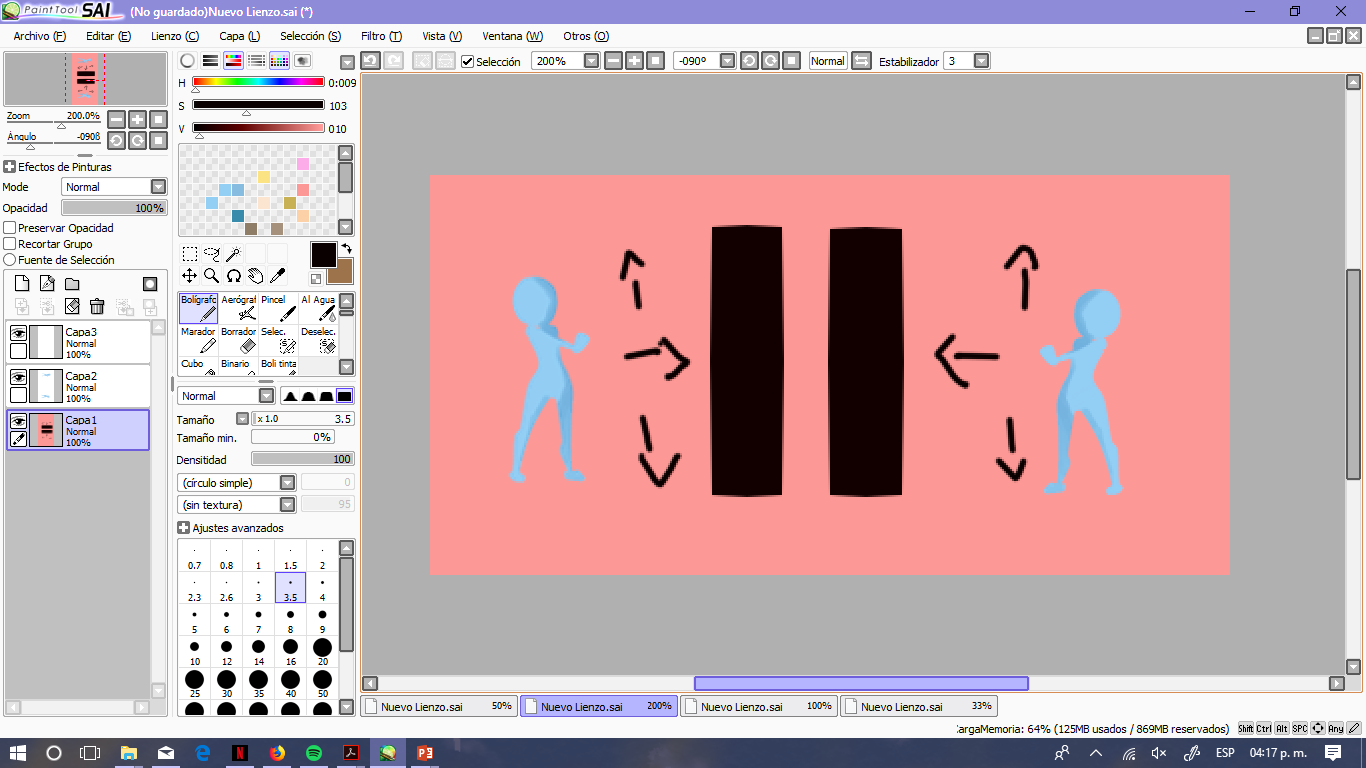 PaintTool SAI (No guardado)Nuevo Lienzo.sai (*)
Archivo (F) Editar (E) Lienzo (C) Capa (L) Selección (S) Filtro (T) Vista (V) Ventana (W) Otros (O)
Selección 200% -090º Normal Estabilizador 3
Zoom 200.0%
Ángulo -090ß
H 0:009
S 103
V 010
Efectos de Pinturas
Mode Normal
Opacidad 100%
Preservar Opacidad
Recortar Grupo
Fuente de Selección
Capa3
Normal
100%
Capa2
Normal
100%
Capa1
Normal
100%
Bolígrafo Aerógraf Pincel Al Agua
Marador Borrador Selec. Deselec.
Cubo Binario Boli tinta
Normal
Tamaño x 1.0 3.5
Tamaño min. 0%
Densitidad 100
(círculo simple) 0
(sin textura) 95
Ajustes avanzados
0.7 0.8 1 1.5 2
2.3 2.6 3 3.5 4
5 6 7 8 9
10 12 14 16 20
25 30 35 40 50
Nuevo Lienzo.sai 50% Nuevo Lienzo.sai 200% Nuevo Lienzo.sai 100% Nuevo Lienzo.sai 33%
CargaMemoria: 64% (125MB usados / 869MB reservados) Shift Ctrl Alt SPC Any
ESP 04:17 p. m.